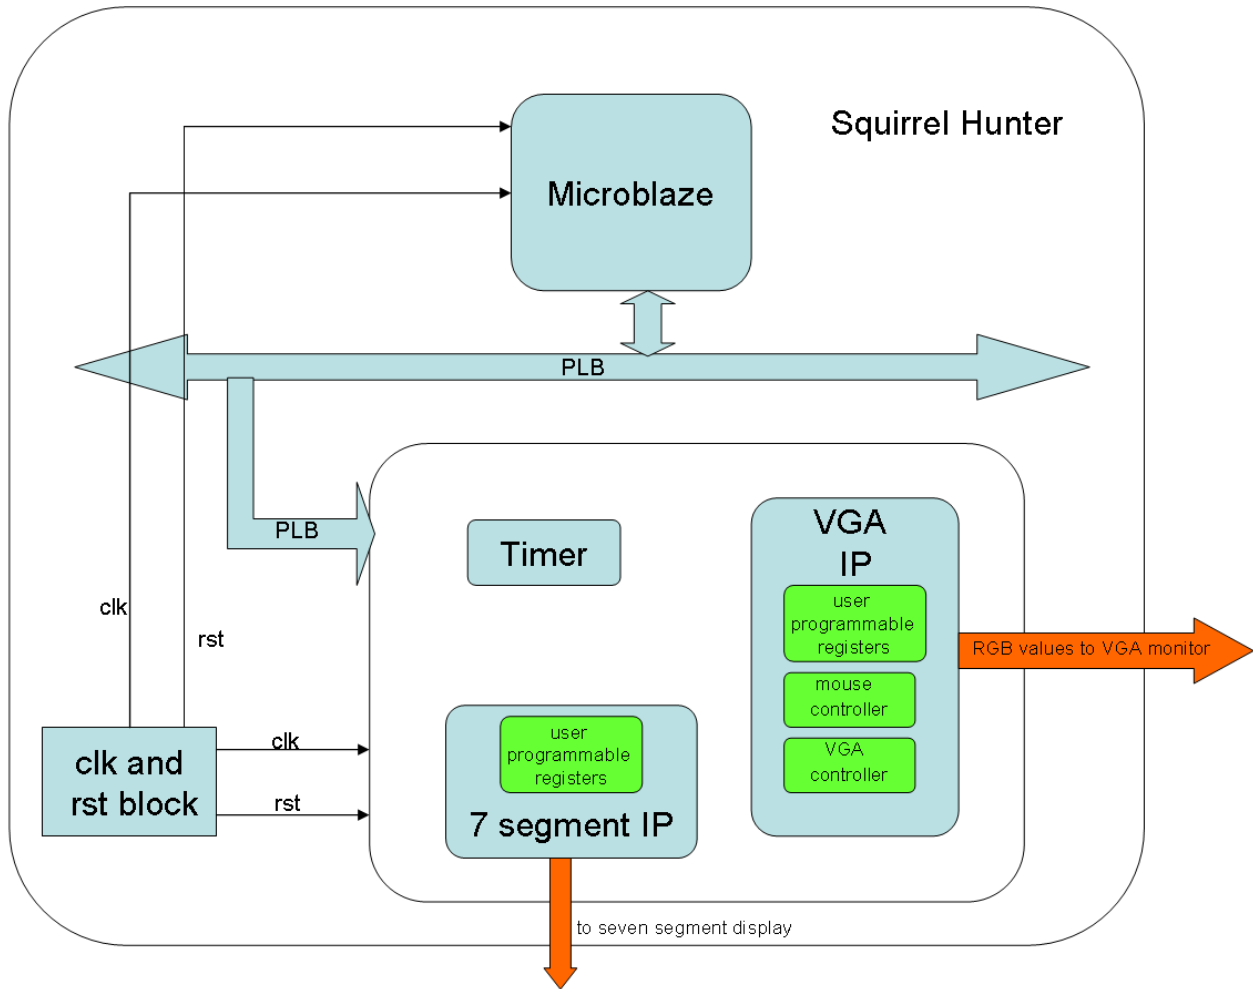 Squirrel Hunter
Microblaze
PLB
PLB
clk
rst
Timer
VGA
IP
user
programmable
registers
mouse
controller
VGA
controller
RGB values to VGA monitor
clk and
rst block
clk
rst
user
programmable
registers
7 segment IP
to seven segment display